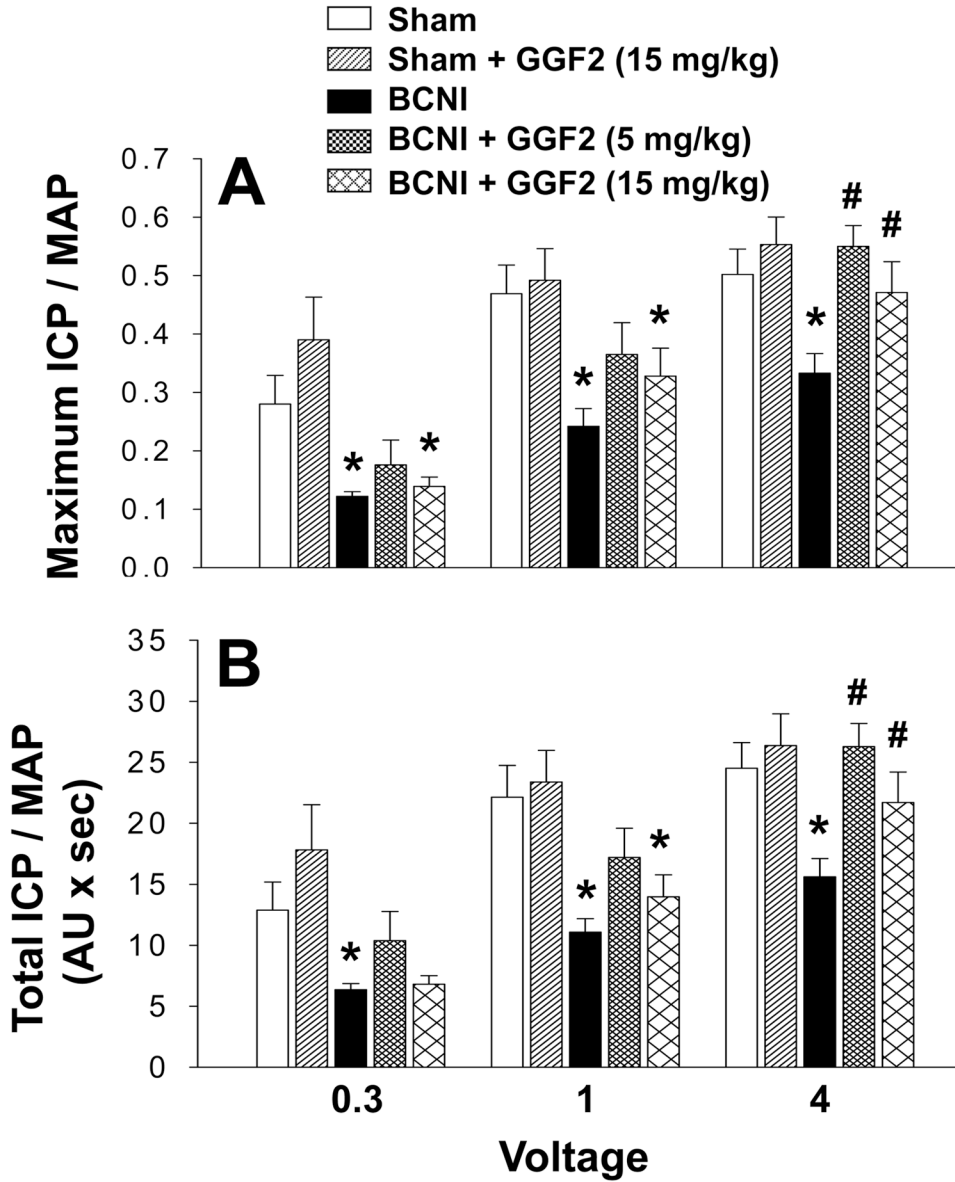 Sham
Sham + GGF2 (15 mg/kg)
BCNI
BCNI + GGF2 (5 mg/kg)
BCNI + GGF2 (15 mg/kg)
A
Maximum ICP / MAP
0.7
0.6
0.5
0.4
0.3
0.2
0.1
0.0
* * * * * # #
B
Total ICP / MAP
(AU x sec)
35
30
25
20
15
10
5
0
* * * * # #
0.3 1 4
Voltage